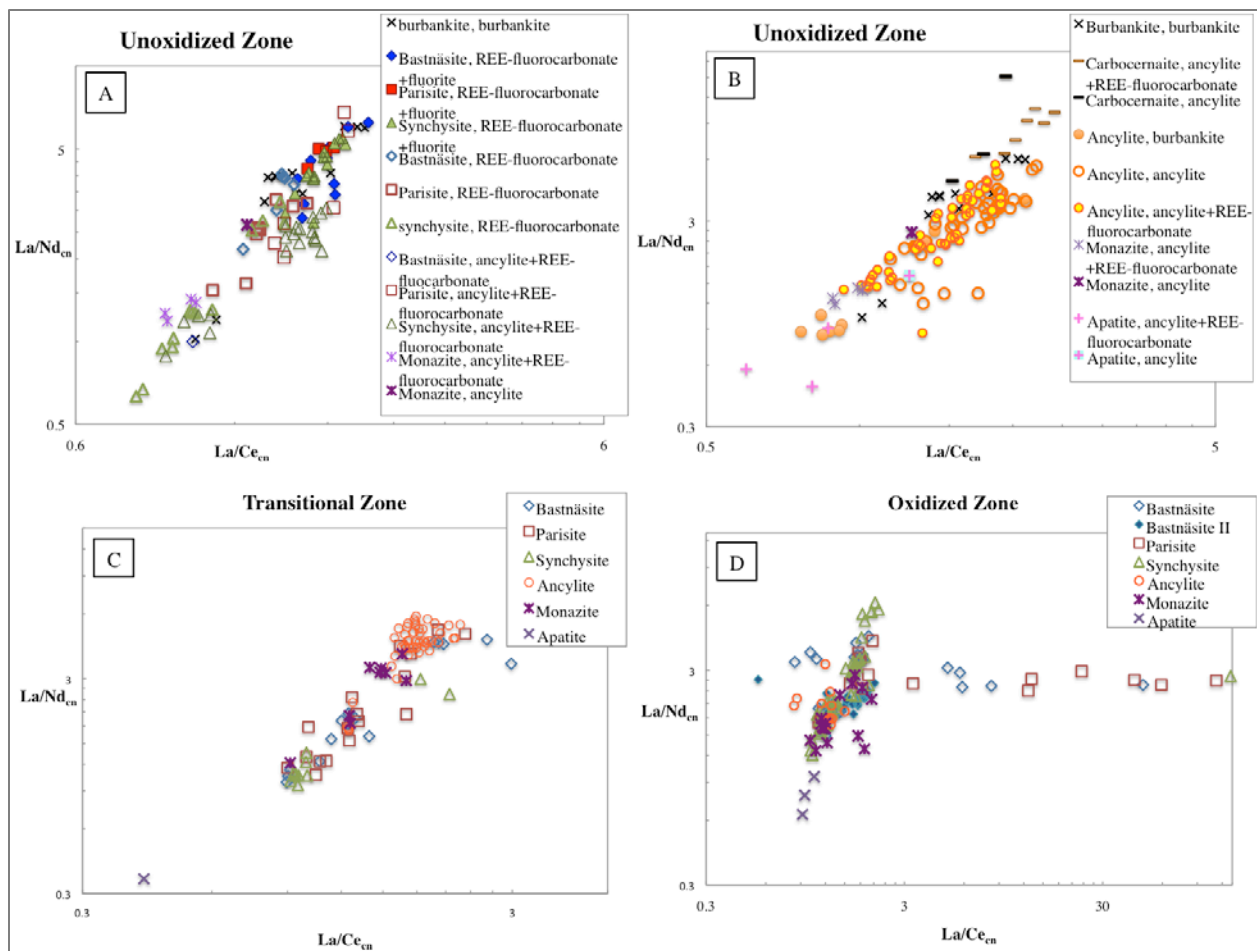 Unoxidized Zone
A
burbankite, burbankite
Bastnäsite, REE-fluorocarbonate
+fluorite
Parisite, REE-fluorocarbonate
+fluorite
Synchysite, REE-fluorocarbonate
+fluorite
Bastnäsite, REE-fluorocarbonate
Parisite, REE-fluorocarbonate
synchysite, REE-fluorocarbonate
Bastnäsite, ancylite+REE-
fluocarbonate
Parisite, ancylite+REE-
fluorocarbonate
Synchysite, ancylite+REE-
fluorocarbonate
Monazite, ancylite+REE-
fluorocarbonate
Monazite, ancylite
5
La/Ndcn
0.5
0.6
6
La/Cecn
Unoxidized Zone
B
Burbankite, burbankite
Carbocernaite, ancylite
+REE-fluorocarbonate
Carbocernaite, ancylite
Ancylite, burbankite
Ancylite, ancylite
Ancylite, ancylite+REE-
fluorocarbonate
Monazite, ancylite
+REE-fluorocarbonate
Monazite, ancylite
Apatite, ancylite+REE-
fluorocarbonate
Apatite, ancylite
3
La/Ndcn
0.3
0.5
5
La/Cecn
Transitional Zone
C
Bastnäsite
Parisite
Synchysite
Ancylite
Monazite
Apatite
3
La/Ndcn
0.3
0.3
3
La/Cecn
Oxidized Zone
D
Bastnäsite
Bastnäsite II
Parisite
Synchysite
Ancylite
Monazite
Apatite
3
La/Ndcn
0.3
0.3
3
30
La/Cecn